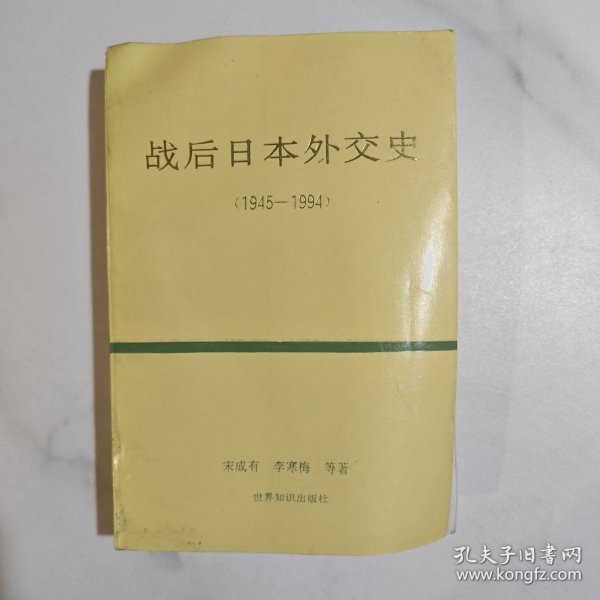 战后日本外交史
(1945—1994)
宋成有 李寒梅 等著
世界知识出版社
孔夫子旧书网
www.kongfz.com